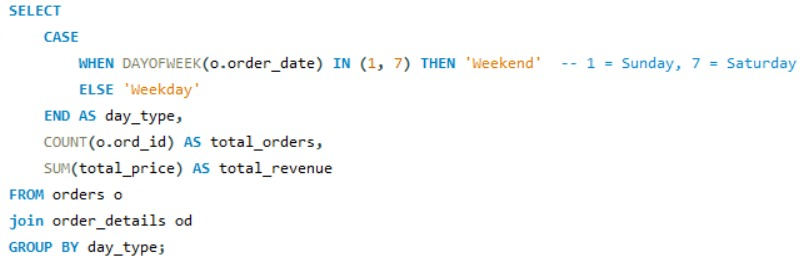 SELECT
    CASE
        WHEN DAYOFWEEK(o.order_date) IN (1, 7) THEN 'Weekend'  -- 1 = Sunday, 7 = Saturday
        ELSE 'Weekday'
    END AS day_type,
    COUNT(o.ord_id) AS total_orders,
    SUM(total_price) AS total_revenue
FROM orders o
join order_details od
GROUP BY day_type;